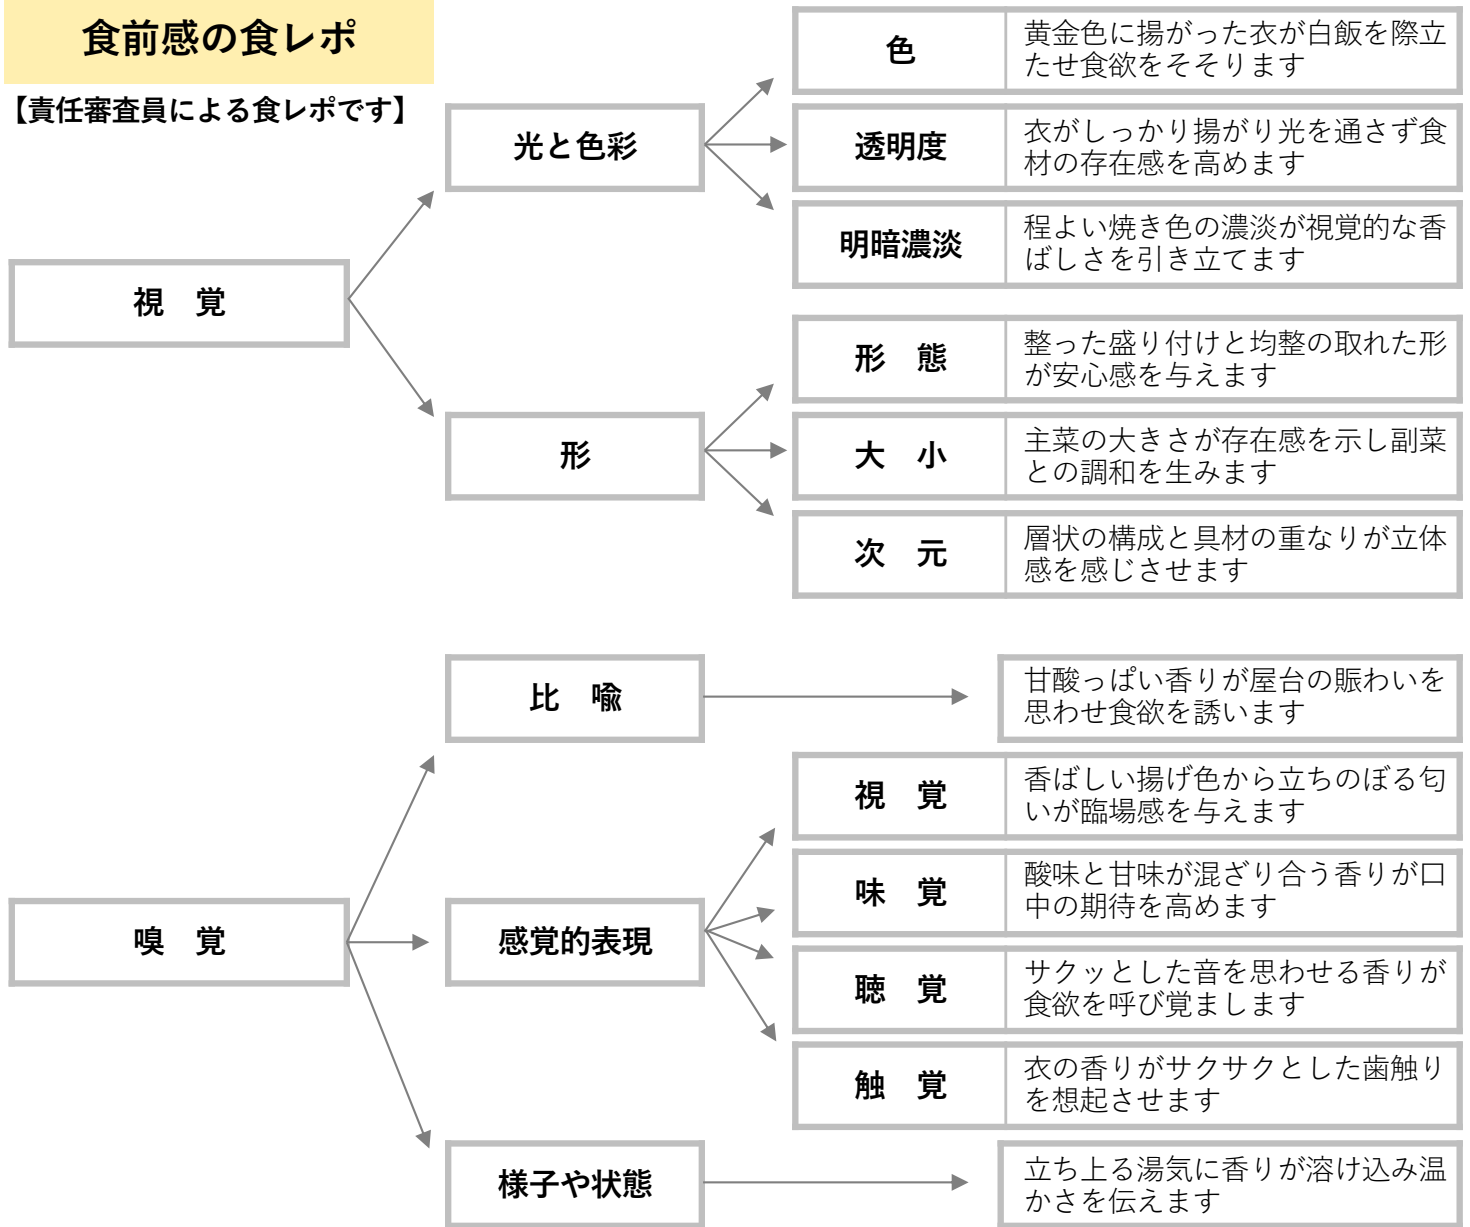 食前感の食レポ
【責任審査員による食レポです】
視　覚
光と色彩
色
黄金色に揚がった衣が白飯を際立
たせ食欲をそそります
透明度
衣がしっかり揚がり光を通さず食
材の存在感を高めます
明暗濃淡
程よい焼き色の濃淡が視覚的な香
ばしさを引き立てます
形
形　態
整った盛り付けと均整の取れた形
が安心感を与えます
大　小
主菜の大きさが存在感を示し副菜
との調和を生みます
次　元
層状の構成と具材の重なりが立体
感を感じさせます
嗅　覚
比　喩
甘酸っぱい香りが屋台の賑わいを
思わせ食欲を誘います
感覚的表現
視　覚
香ばしい揚げ色から立ちのぼる匂
いが臨場感を与えます
味　覚
酸味と甘味が混ざり合う香りが口
中の期待を高めます
聴　覚
サクッとした音を思わせる香りが
食欲を呼び覚まします
触　覚
衣の香りがサクサクとした歯触り
を想起させます
様子や状態
立ち上る湯気に香りが溶け込み温
かさを伝えます